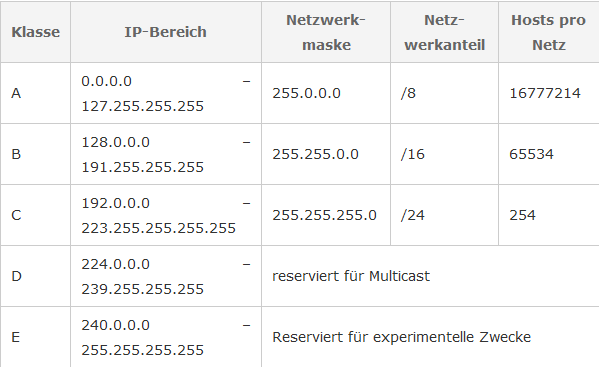 Klasse IP-Bereich Netzwerk-maske Netz-werkanteil Hosts pro Netz
A 0.0.0.0 – 127.255.255.255 255.0.0.0 /8 16777214
B 128.0.0.0 – 191.255.255.255 255.255.0.0 /16 65534
C 192.0.0.0 – 223.255.255.255.255 255.255.255.0 /24 254
D 224.0.0.0 – 239.255.255.255 reserviert für Multicast
E 240.0.0.0 – 255.255.255.255 Reserviert für experimentelle Zwecke